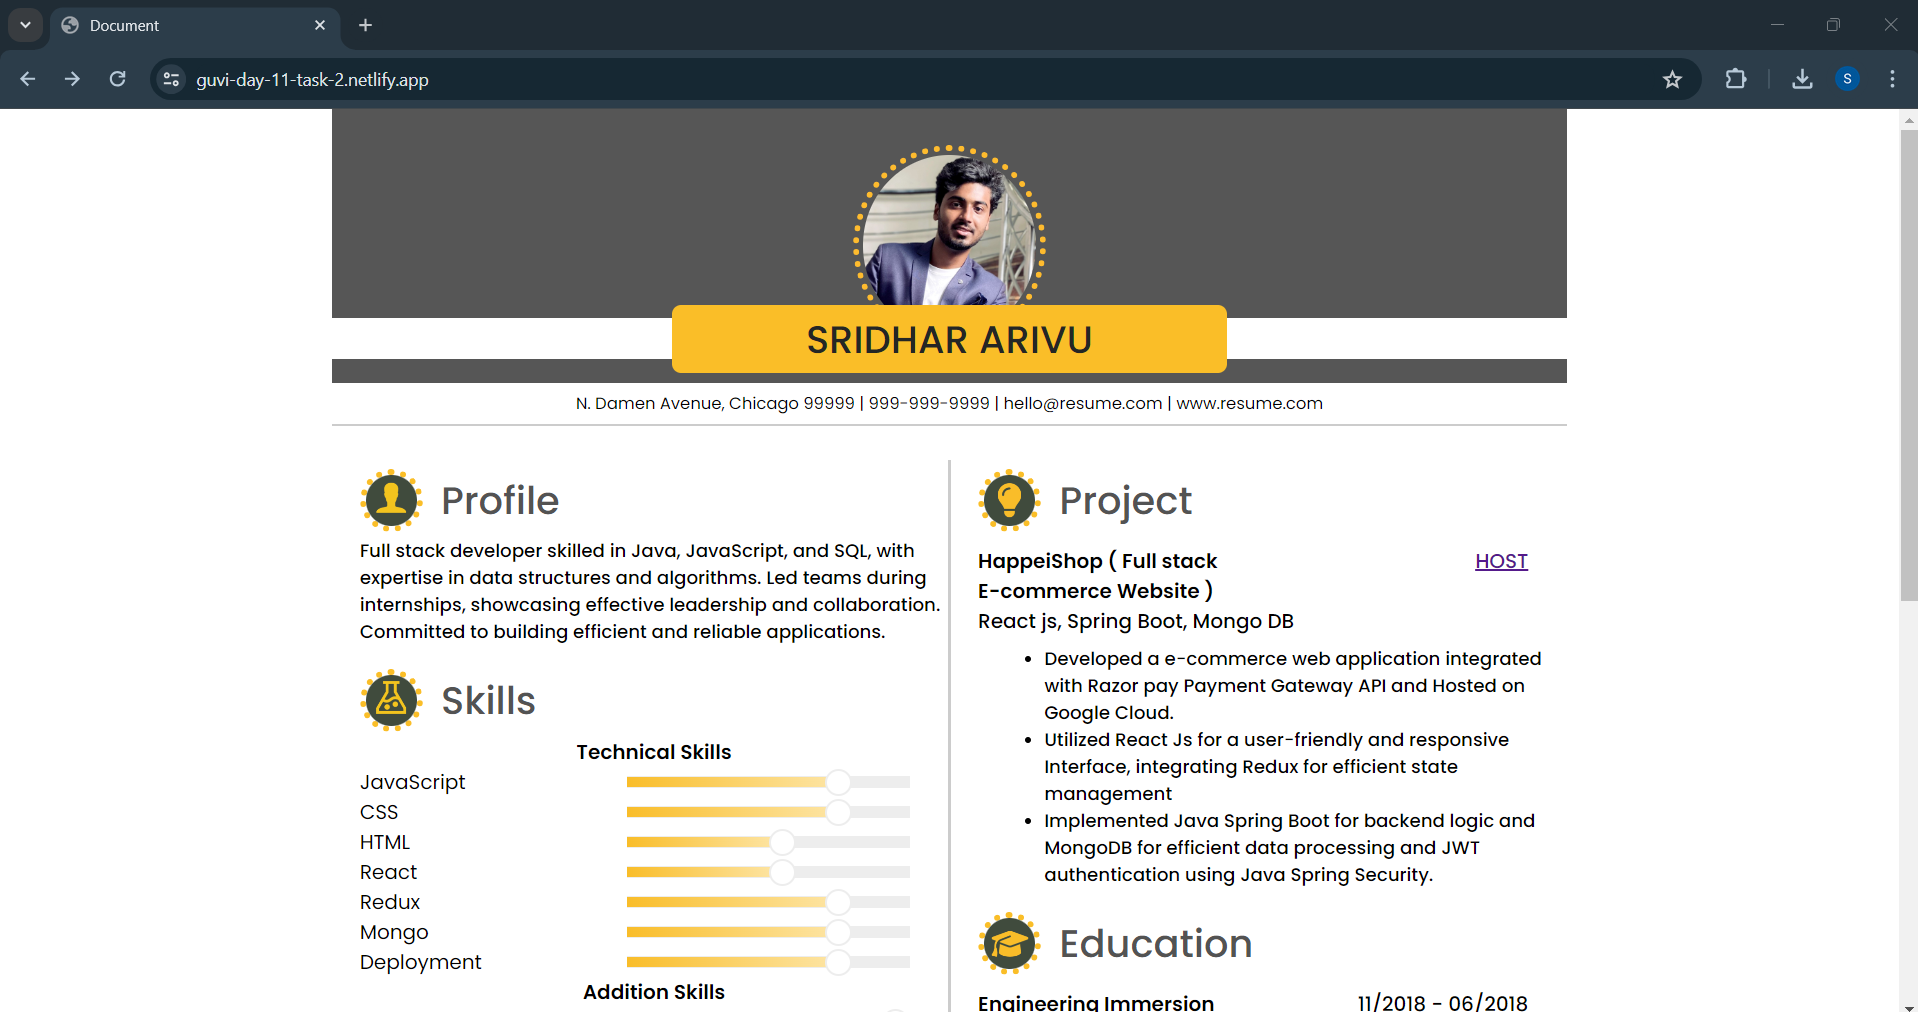 Document
guvi-day-11-task-2.netlify.app
S
SRIDHAR ARIVU
N. Damen Avenue, Chicago 99999 | 999-999-9999 | hello@resume.com | www.resume.com
Profile
Full stack developer skilled in Java, JavaScript, and SQL, with
expertise in data structures and algorithms. Led teams during
internships, showcasing effective leadership and collaboration.
Committed to building efficient and reliable applications.
Skills
Technical Skills
JavaScript
CSS
HTML
React
Redux
Mongo
Deployment
Addition Skills
Project
HappeiShop ( Full stack
E-commerce Website )
HOST
React js, Spring Boot, Mongo DB
• Developed a e-commerce web application integrated
with Razor pay Payment Gateway API and Hosted on
Google Cloud.
• Utilized React Js for a user-friendly and responsive
Interface, integrating Redux for efficient state
management
• Implemented Java Spring Boot for backend logic and
MongoDB for efficient data processing and JWT
authentication using Java Spring Security.
Education
Engineering Immersion
11/2018 - 06/2018